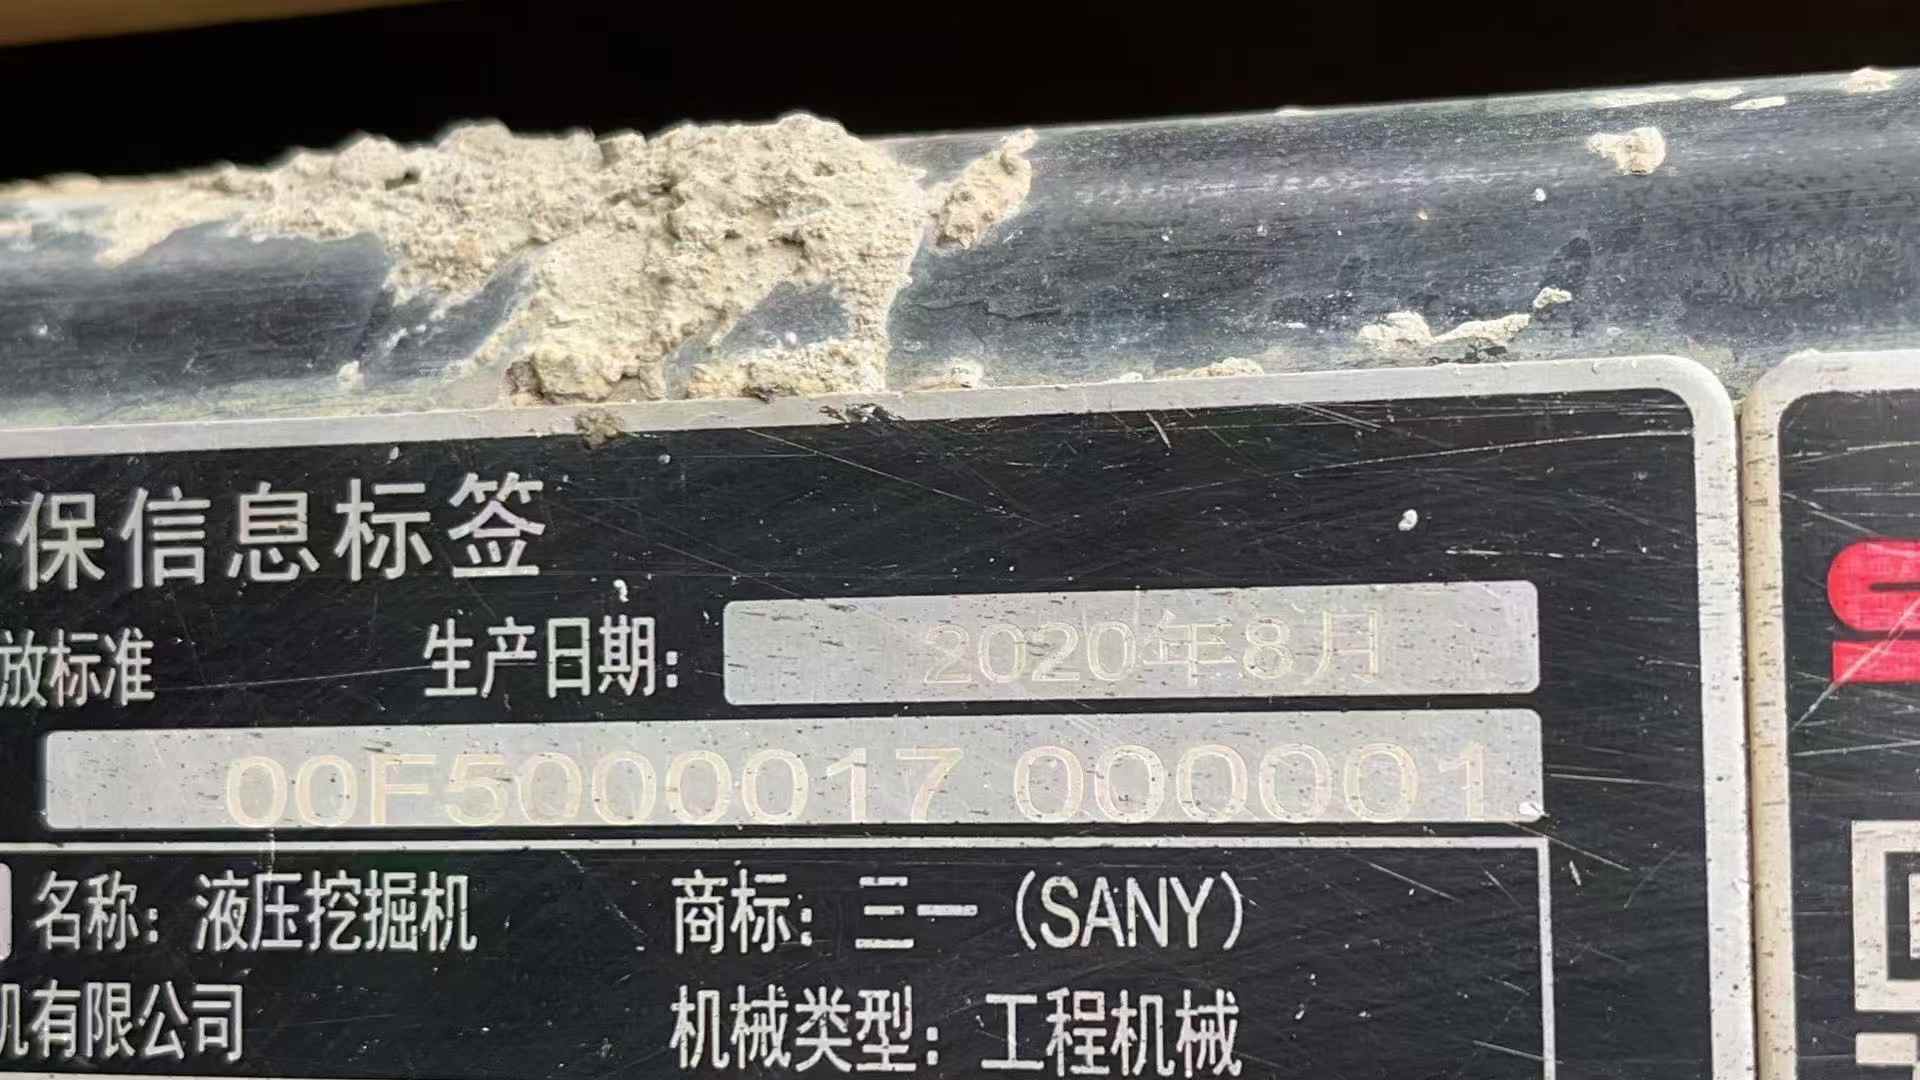 保信息标签
放标准 生产日期: 2020年8月
00F5000017 000001
名称: 液压挖掘机 商标: 三一 (SANY)
机有限公司 机械类型: 工程机械